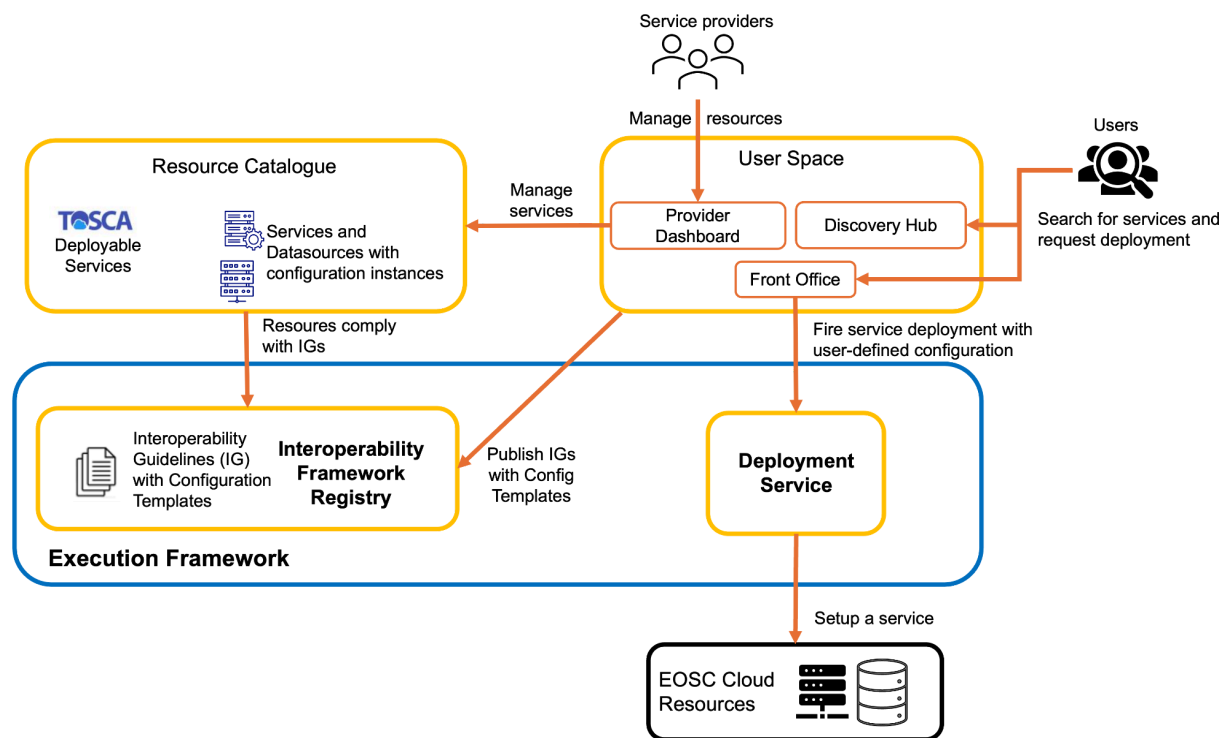 Service providers
Manage resources
Users
Search for services and
request deployment
Resource Catalogue
TOSCA
Deployable
Services
Services and
Datasources with
configuration instances
Manage
services
User Space
Provider
Dashboard
Discovery Hub
Front Office
Resoures comply
with IGs
Fire service deployment with
user-defined configuration
Interoperability
Guidelines (IG)
with Configuration
Templates
Interoperability
Framework
Registry
Publish IGs
with Config
Templates
Deployment
Service
Execution Framework
Setup a service
EOSC Cloud
Resources